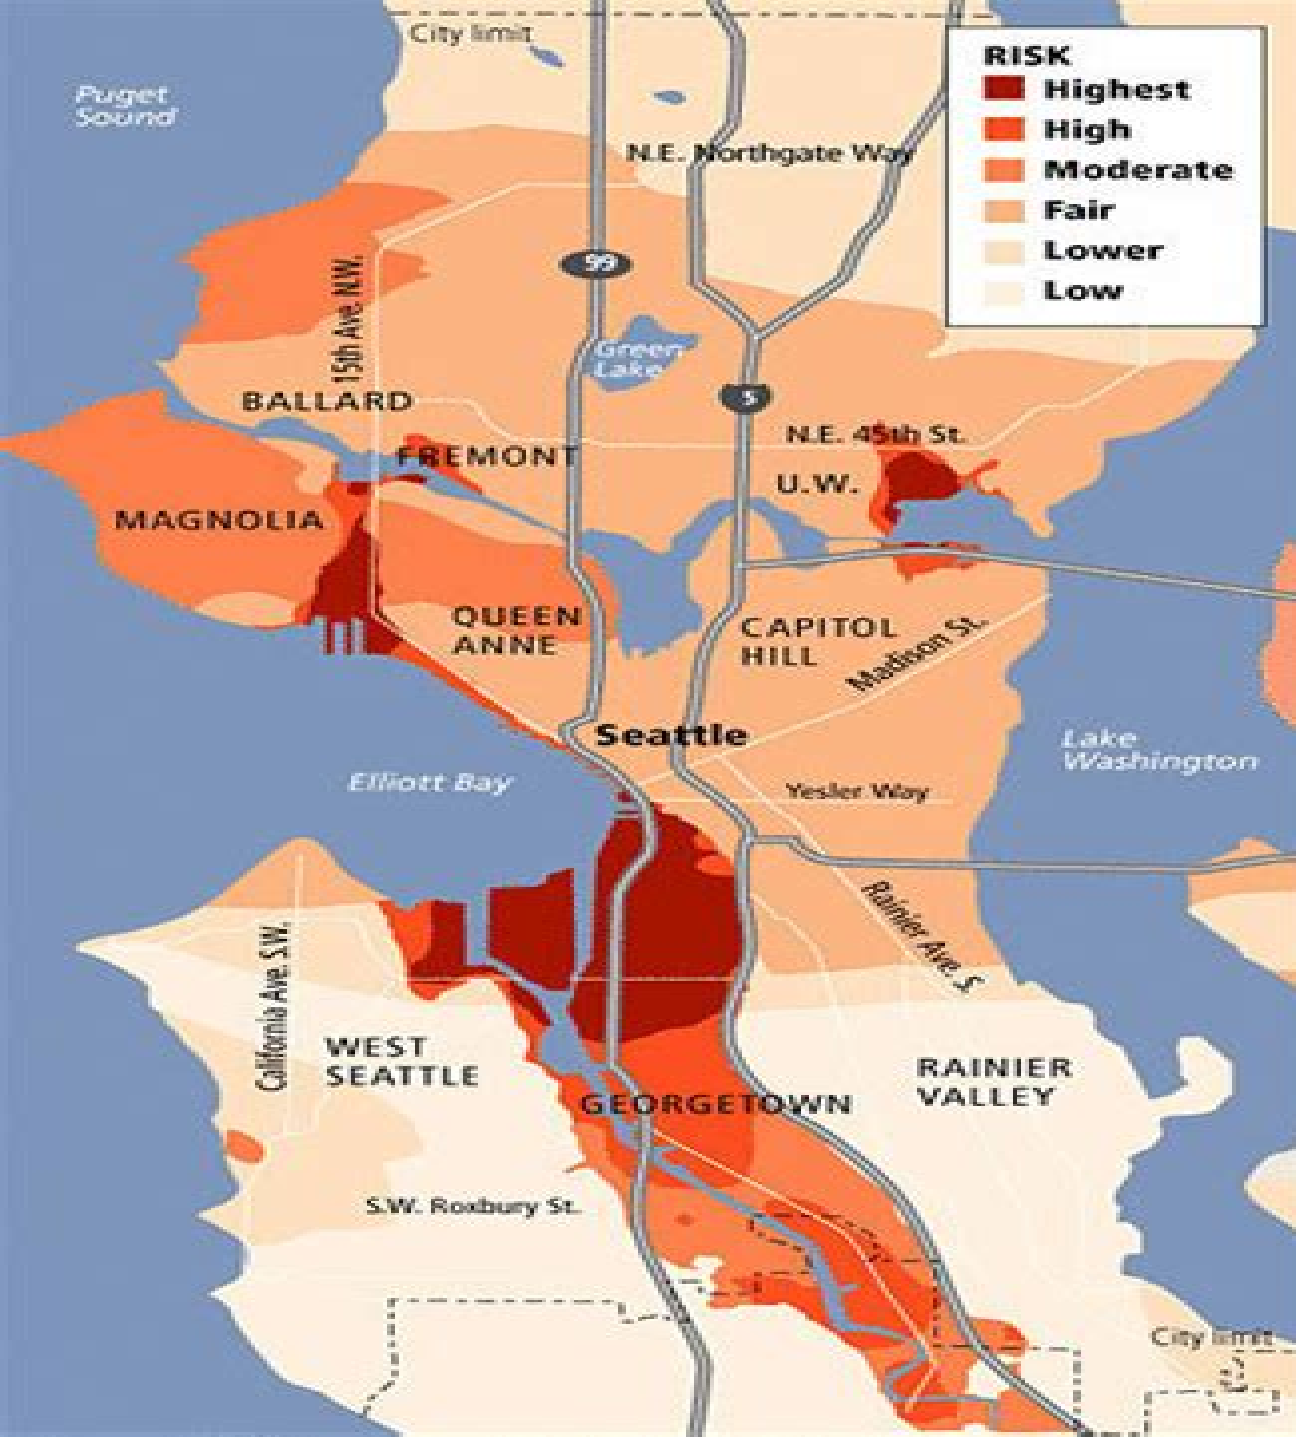 City limit
Puget
Sound
N.E. Northgate Way
RISK
Highest
High
Moderate
Fair
Lower
Low
99
15th Ave. N.W.
Green
Lake
5
BALLARD
N.E. 45th St.
FREMONT
U.W.
MAGNOLIA
QUEEN
ANNE
CAPITOL
HILL
Madison St.
Seattle
Lake
Washington
Elliott Bay
Yesler Way
Rainier Ave. S.
California Ave. S.W.
WEST
SEATTLE
RAINIER
VALLEY
GEORGETOWN
S.W. Roxbury St.
City limit